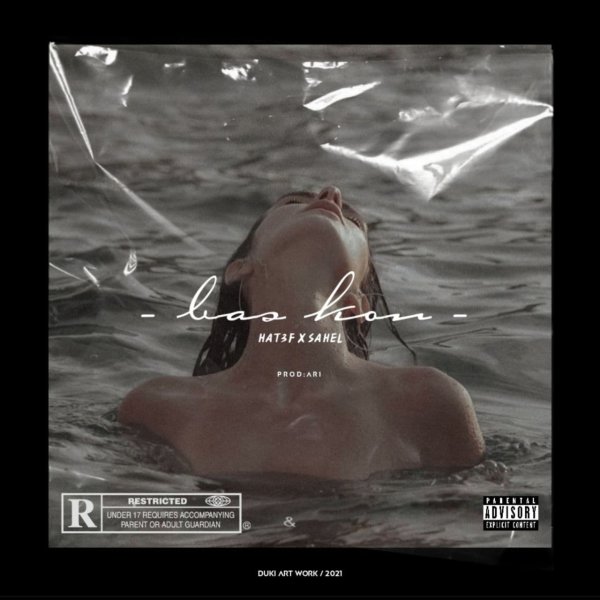 - bas kon -
HAT3F X SAHEL
PROD:ARI
R
RESTRICTED
UNDER 17 REQUIRES ACCOMPANYING
PARENT OR ADULT GUARDIAN
®
&
PARENTAL
ADVISORY
EXPLICIT CONTENT
DUKI ART WORK / 2021